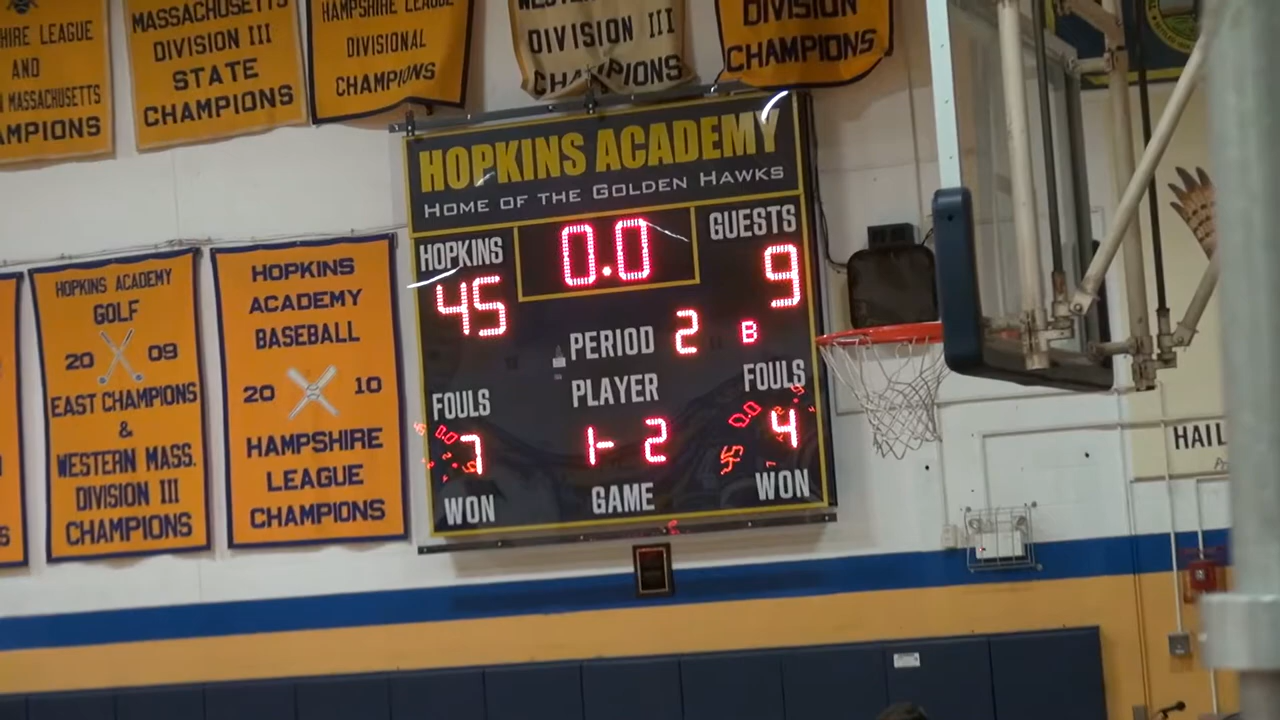 HIRE LEAGUE
AND
MASSACHUSETTS
MPIONS
MASSACHUSETTS
DIVISION III
STATE
CHAMPIONS
HAMPSHIRE LEAGUE
DIVISIONAL
CHAMPIONS
DIVISION III
CHAMPIONS
DIVISION
CHAMPIONS
HOPKINS ACADEMY
HOME OF THE GOLDEN HAWKS
HOPKINS
0.0
GUESTS
45
9
PERIOD 2 B
PLAYER
FOULS
FOULS
7
1- 2
4
WON
GAME
WON
HOPKINS ACADEMY
GOLF
20 09
EAST CHAMPIONS
&
WESTERN MASS.
DIVISION III
CHAMPIONS
HOPKINS
ACADEMY
BASEBALL
20 10
HAMPSHIRE
LEAGUE
CHAMPIONS
HAIL